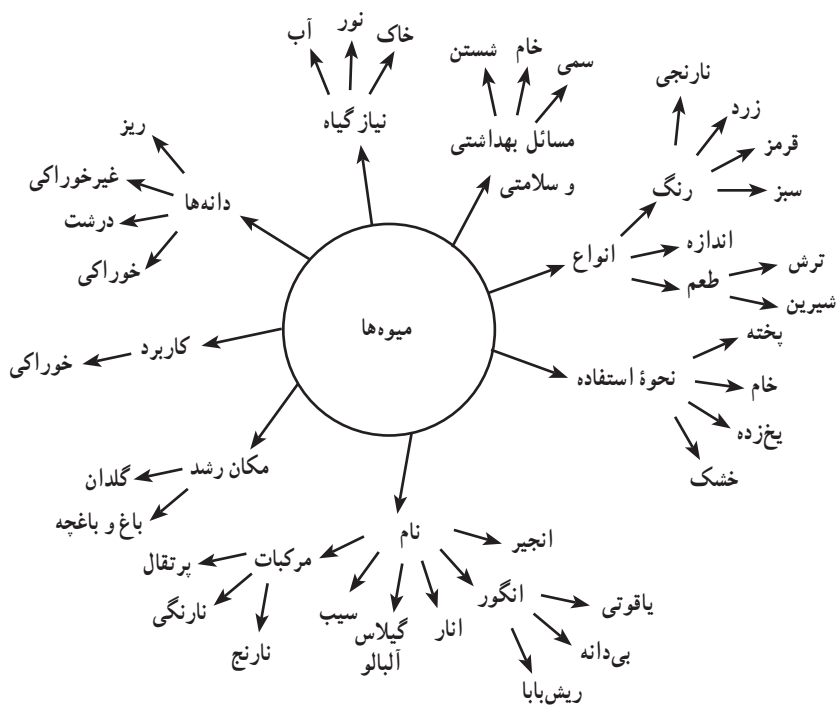 میوه‌ها
نیاز گیاه
خاک
نور
آب
مسائل بهداشتی
و سلامتی
سمی
خام
شستن
انواع
رنگ
نارنجی
زرد
قرمز
سبز
اندازه
طعم
ترش
شیرین
نحوۀ استفاده
پخته
خام
یخ‌زده
خشک
نام
انجیر
انگور
یاقوتی
بی‌دانه
ریش‌بابا
انار
گیلاس
آلبالو
سیب
مرکبات
پرتقال
نارنگی
نارنج
مکان رشد
گلدان
باغ و باغچه
کاربرد
خوراکی
دانه‌ها
ریز
غیرخوراکی
درشت
خوراکی